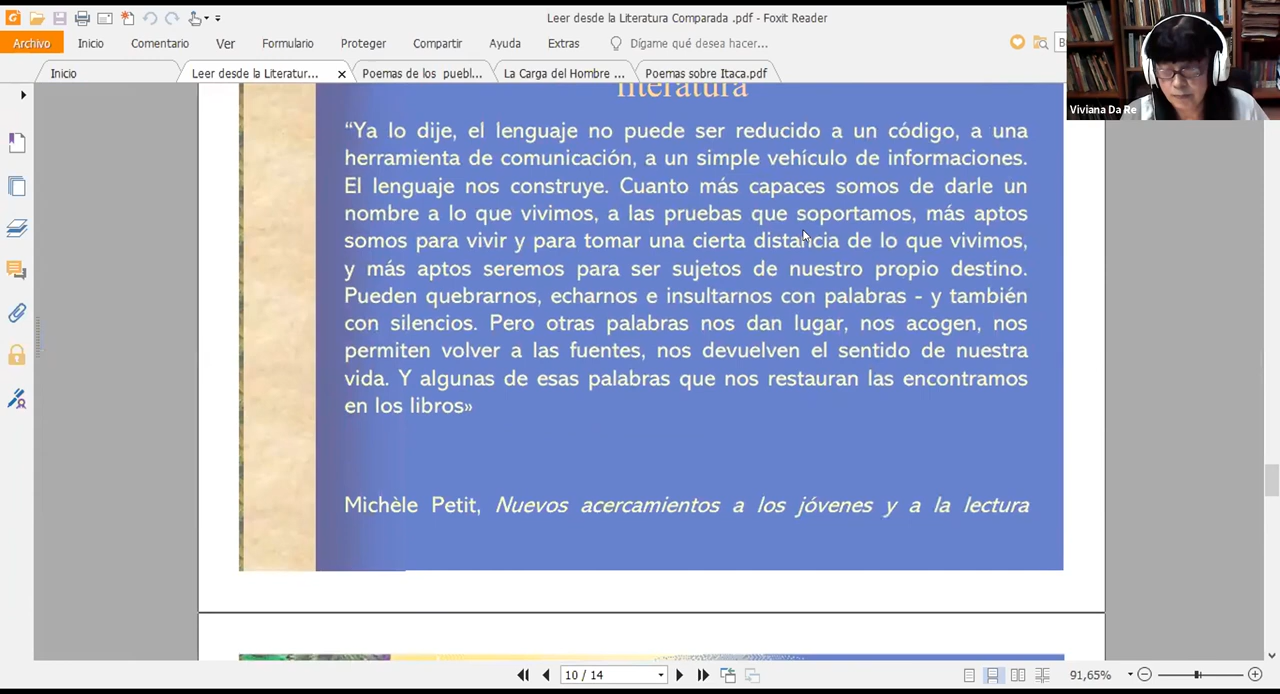 Leer desde la Literatura Comparada .pdf - Foxit Reader
Archivo Inicio Comentario Ver Formulario Proteger Compartir Ayuda Extras Dígame qué desea hacer...
Inicio Leer desde la Literatur... Poemas de los puebl... La Carga del Hombre ... Poemas sobre Itaca.pdf
Viviana Da Re
literatura
“Ya lo dije, el lenguaje no puede ser reducido a un código, a una
herramienta de comunicación, a un simple vehículo de informaciones.
El lenguaje nos construye. Cuanto más capaces somos de darle un
nombre a lo que vivimos, a las pruebas que soportamos, más aptos
somos para vivir y para tomar una cierta distancia de lo que vivimos,
y más aptos seremos para ser sujetos de nuestro propio destino.
Pueden quebrarnos, echarnos e insultarnos con palabras - y también
con silencios. Pero otras palabras nos dan lugar, nos acogen, nos
permiten volver a las fuentes, nos devuelven el sentido de nuestra
vida. Y algunas de esas palabras que nos restauran las encontramos
en los libros»
Michèle Petit, Nuevos acercamientos a los jóvenes y a la lectura
10 / 14 91,65%